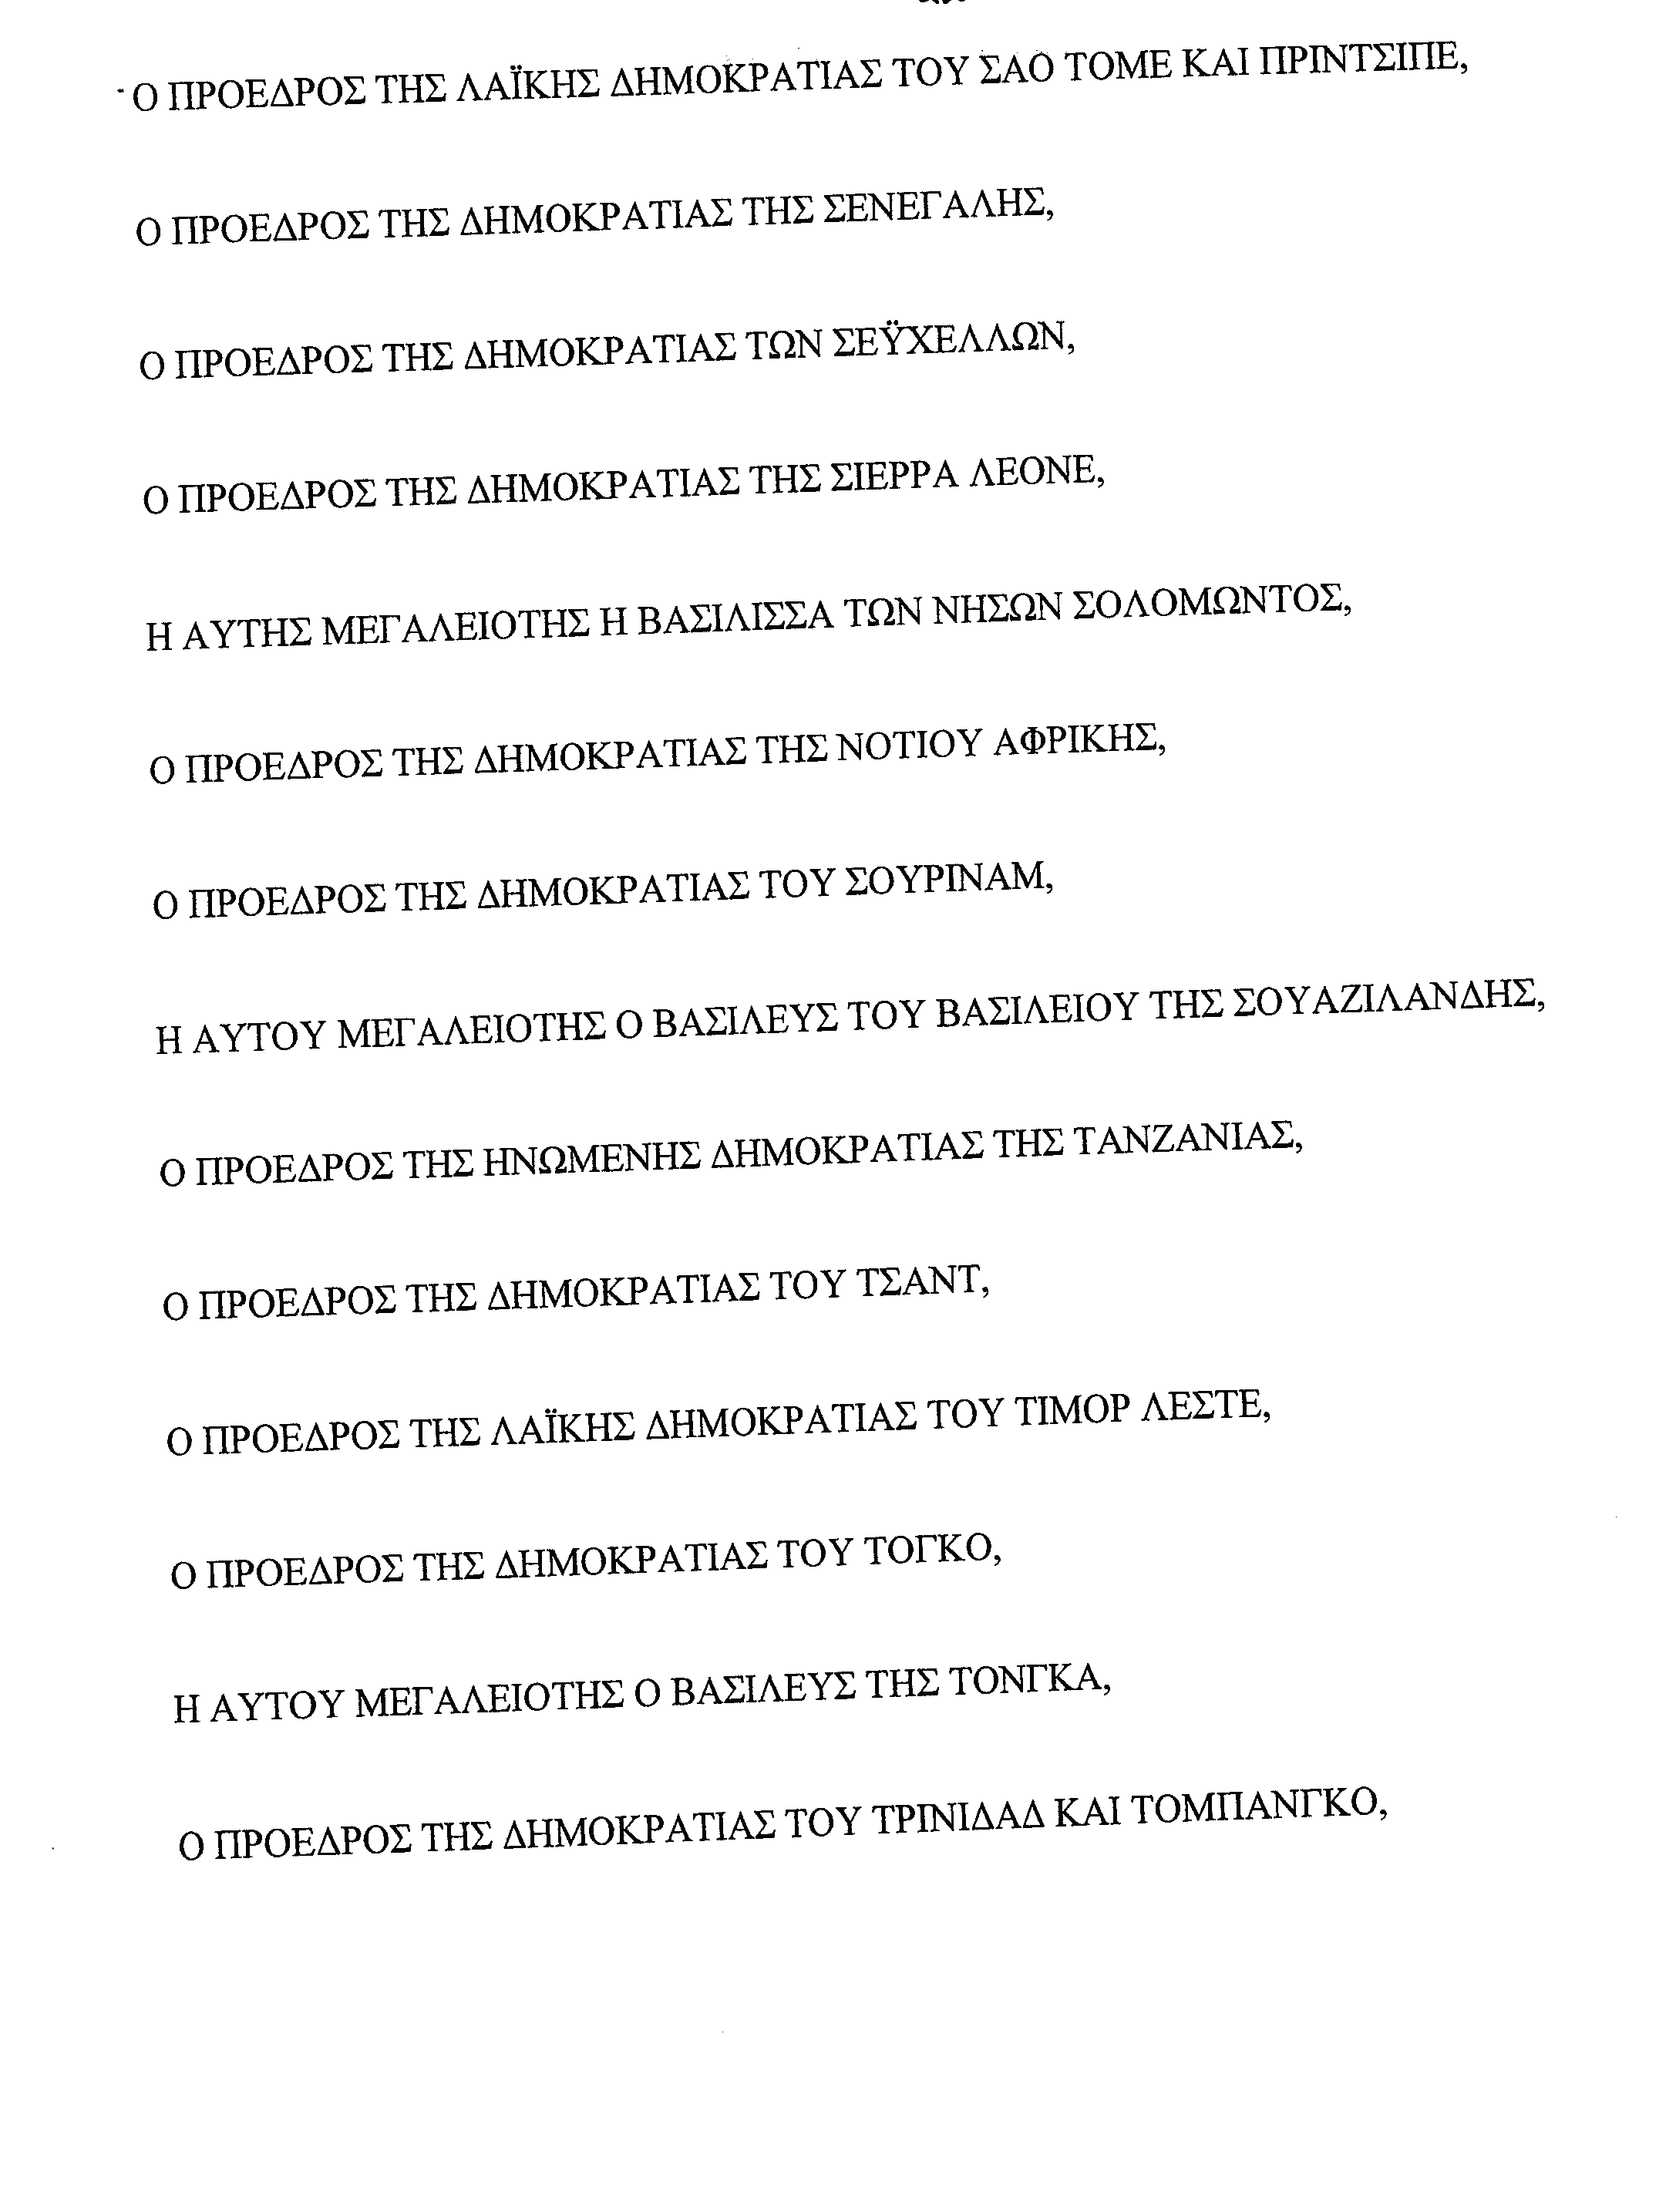 Ο ΠΡΟΕΔΡΟΣ ΤΗΣ ΛΑΪΚΗΣ ΔΗΜΟΚΡΑΤΙΑΣ ΤΟΥ ΣΑΟ ΤΟΜΕ ΚΑΙ ΠΡΙΝΤΣΙΠΕ,
Ο ΠΡΟΕΔΡΟΣ ΤΗΣ ΔΗΜΟΚΡΑΤΙΑΣ ΤΗΣ ΣΕΝΕΓΑΛΗΣ,
Ο ΠΡΟΕΔΡΟΣ ΤΗΣ ΔΗΜΟΚΡΑΤΙΑΣ ΤΩΝ ΣΕΫΧΕΛΛΩΝ,
Ο ΠΡΟΕΔΡΟΣ ΤΗΣ ΔΗΜΟΚΡΑΤΙΑΣ ΤΗΣ ΣΙΕΡΡΑ ΛΕΟΝΕ,
Η ΑΥΤΗΣ ΜΕΓΑΛΕΙΟΤΗΣ Η ΒΑΣΙΛΙΣΣΑ ΤΩΝ ΝΗΣΩΝ ΣΟΛΟΜΩΝΤΟΣ,
Ο ΠΡΟΕΔΡΟΣ ΤΗΣ ΔΗΜΟΚΡΑΤΙΑΣ ΤΗΣ ΝΟΤΙΟΥ ΑΦΡΙΚΗΣ,
Ο ΠΡΟΕΔΡΟΣ ΤΗΣ ΔΗΜΟΚΡΑΤΙΑΣ ΤΟΥ ΣΟΥΡΙΝΑΜ,
Η ΑΥΤΟΥ ΜΕΓΑΛΕΙΟΤΗΣ Ο ΒΑΣΙΛΕΥΣ ΤΟΥ ΒΑΣΙΛΕΙΟΥ ΤΗΣ ΣΟΥΑΖΙΛΑΝΔΗΣ,
Ο ΠΡΟΕΔΡΟΣ ΤΗΣ ΗΝΩΜΕΝΗΣ ΔΗΜΟΚΡΑΤΙΑΣ ΤΗΣ ΤΑΝΖΑΝΙΑΣ,
Ο ΠΡΟΕΔΡΟΣ ΤΗΣ ΔΗΜΟΚΡΑΤΙΑΣ ΤΟΥ ΤΣΑΝΤ,
Ο ΠΡΟΕΔΡΟΣ ΤΗΣ ΛΑΪΚΗΣ ΔΗΜΟΚΡΑΤΙΑΣ ΤΟΥ ΤΙΜΟΡ ΛΕΣΤΕ,
Ο ΠΡΟΕΔΡΟΣ ΤΗΣ ΔΗΜΟΚΡΑΤΙΑΣ ΤΟΥ ΤΟΓΚΟ,
Η ΑΥΤΟΥ ΜΕΓΑΛΕΙΟΤΗΣ Ο ΒΑΣΙΛΕΥΣ ΤΗΣ ΤΟΝΓΚΑ,
Ο ΠΡΟΕΔΡΟΣ ΤΗΣ ΔΗΜΟΚΡΑΤΙΑΣ ΤΟΥ ΤΡΙΝΙΔΑΔ ΚΑΙ ΤΟΜΠΑΝΓΚΟ,